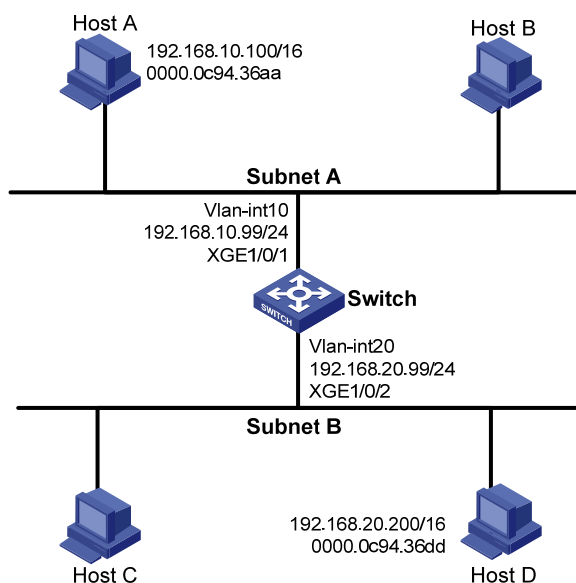 Host A
192.168.10.100/16
0000.0c94.36aa
Host B
Subnet A
Vlan-int10
192.168.10.99/24
XGE1/0/1
Switch
SWITCH
Vlan-int20
192.168.20.99/24
XGE1/0/2
Subnet B
Host C
192.168.20.200/16
0000.0c94.36dd
Host D